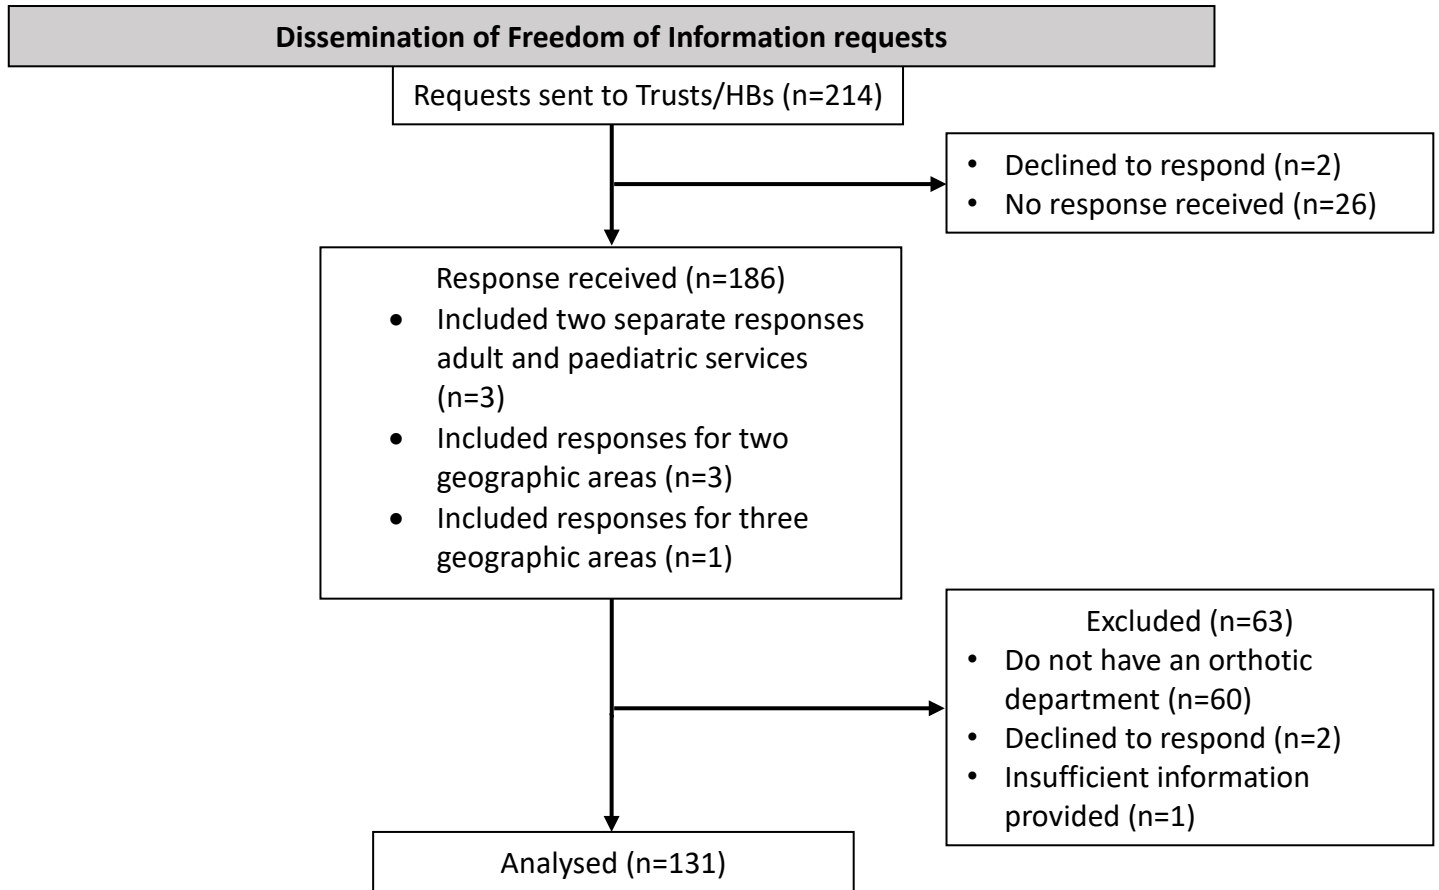 Dissemination of Freedom of Information requests
Requests sent to Trusts/HBs (n=214)
• Declined to respond (n=2)
• No response received (n=26)
Response received (n=186)
• Included two separate responses
adult and paediatric services
(n=3)
• Included responses for two
geographic areas (n=3)
• Included responses for three
geographic areas (n=1)
Excluded (n=63)
• Do not have an orthotic
department (n=60)
• Declined to respond (n=2)
• Insufficient information
provided (n=1)
Analysed (n=131)